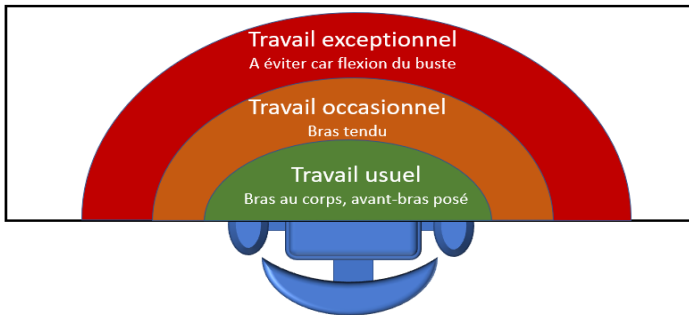 Travail exceptionnel
A éviter car flexion du buste
Travail occasionnel
Bras tendu
Travail usuel
Bras au corps, avant-bras posé